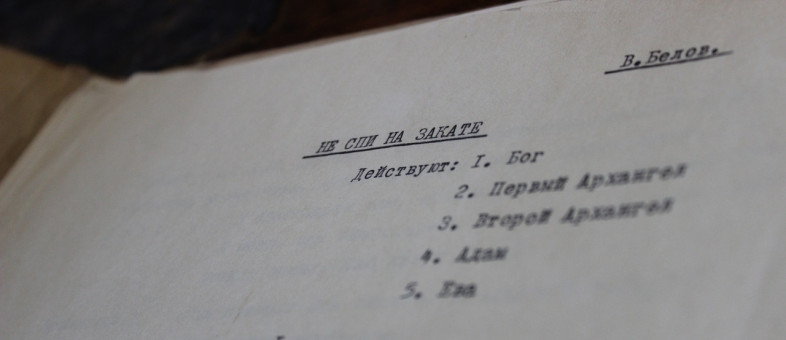 В.Белов.
НЕ СПИ НА ЗАКАТЕ
Действуют: I. Бог
2. Первый Архангел
3. Второй Архангел
4. Адам
5. Ева